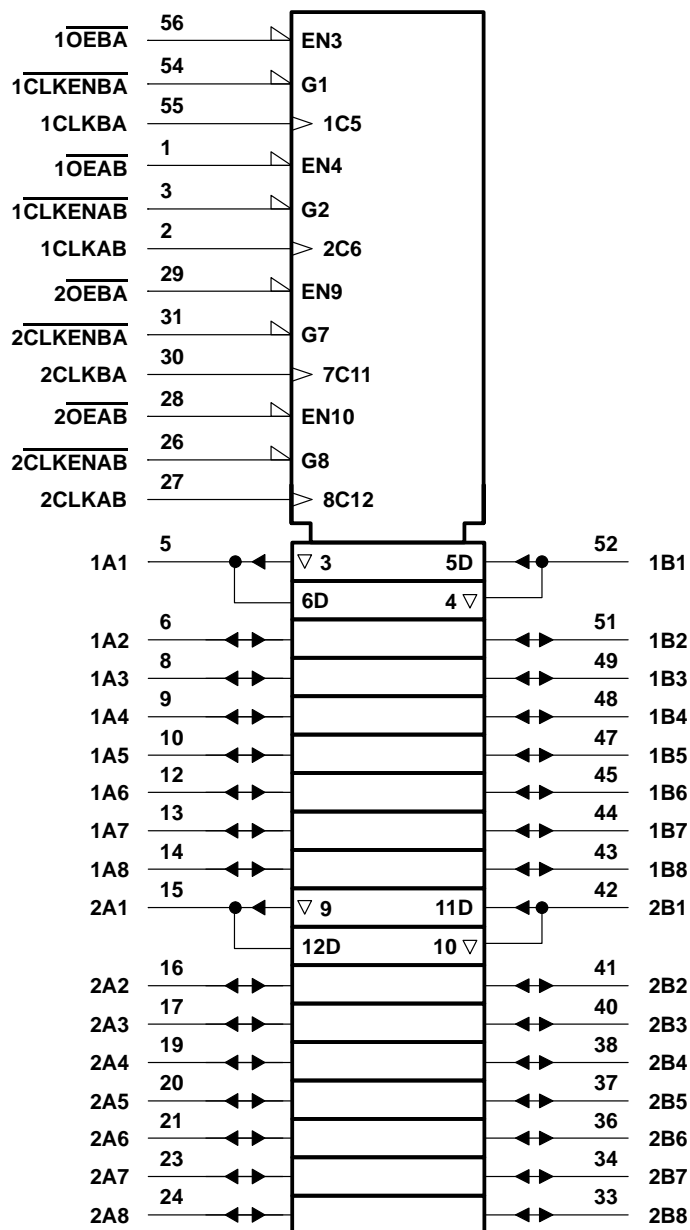 1OEBA 56 EN3
1CLKENBA 54 G1
1CLKBA 55 1C5
1OEAB 1 EN4
1CLKENAB 3 G2
1CLKAB 2 2C6
2OEBA 29 EN9
2CLKENBA 31 G7
2CLKBA 30 7C11
2OEAB 28 EN10
2CLKENAB 26 G8
2CLKAB 27 8C12
1A1 5 3 5D 52 1B1
6D 4
1A2 6 51 1B2
1A3 8 49 1B3
1A4 9 48 1B4
1A5 10 47 1B5
1A6 12 45 1B6
1A7 13 44 1B7
1A8 14 43 1B8
2A1 15 9 11D 42 2B1
12D 10
2A2 16 41 2B2
2A3 17 40 2B3
2A4 19 38 2B4
2A5 20 37 2B5
2A6 21 36 2B6
2A7 23 34 2B7
2A8 24 33 2B8